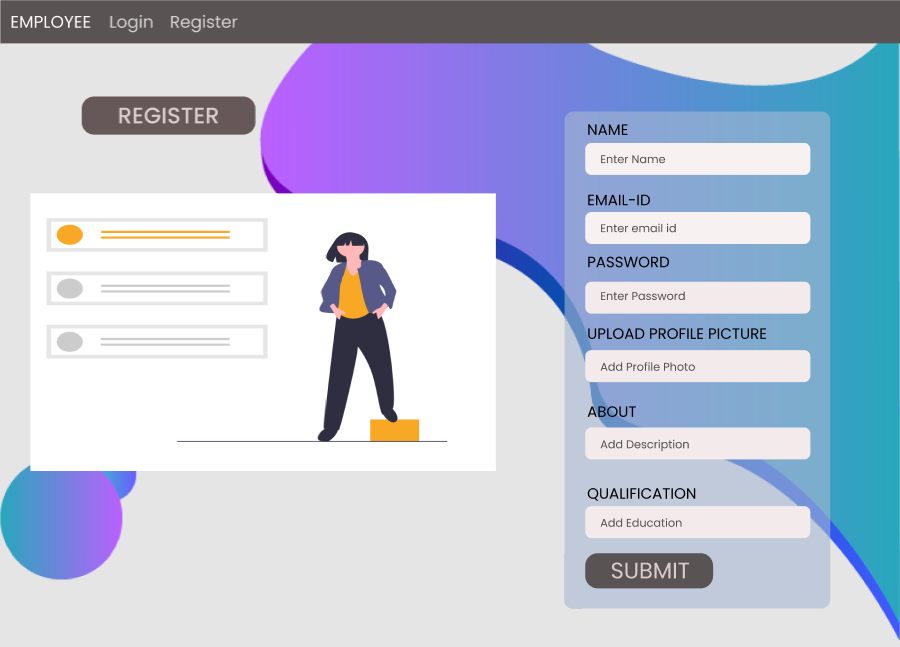 EMPLOYEE Login Register
REGISTER
NAME
Enter Name
EMAIL-ID
Enter email id
PASSWORD
Enter Password
UPLOAD PROFILE PICTURE
Add Profile Photo
ABOUT
Add Description
QUALIFICATION
Add Education
SUBMIT